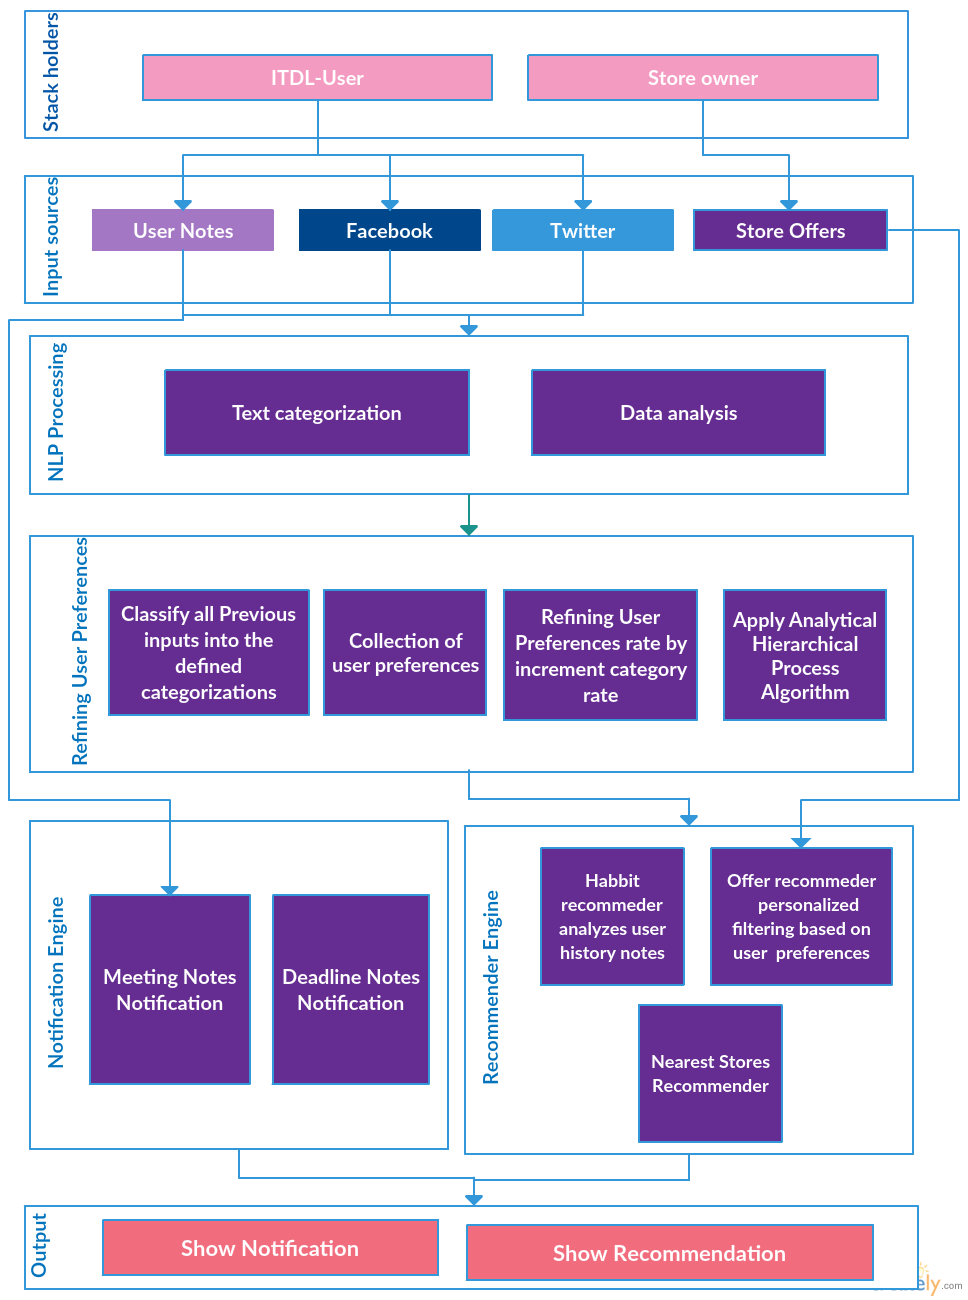 Stack holders
ITDL-User
Store owner
Input sources
User Notes
Facebook
Twitter
Store Offers
NLP Processing
Text categorization
Data analysis
Refining User Preferences
Classify all Previous
inputs into the
defined
categorizations
Collection of
user preferences
Refining User
Preferences rate by
increment category
rate
Apply Analytical
Hierarchical
Process
Algorithm
Notification Engine
Meeting Notes
Notification
Deadline Notes
Notification
Recommender Engine
Habbit
recommeder
analyzes user
history notes
Offer recommeder
personalized
filtering based on
user preferences
Nearest Stores
Recommender
Output
Show Notification
Show Recommendation
.com